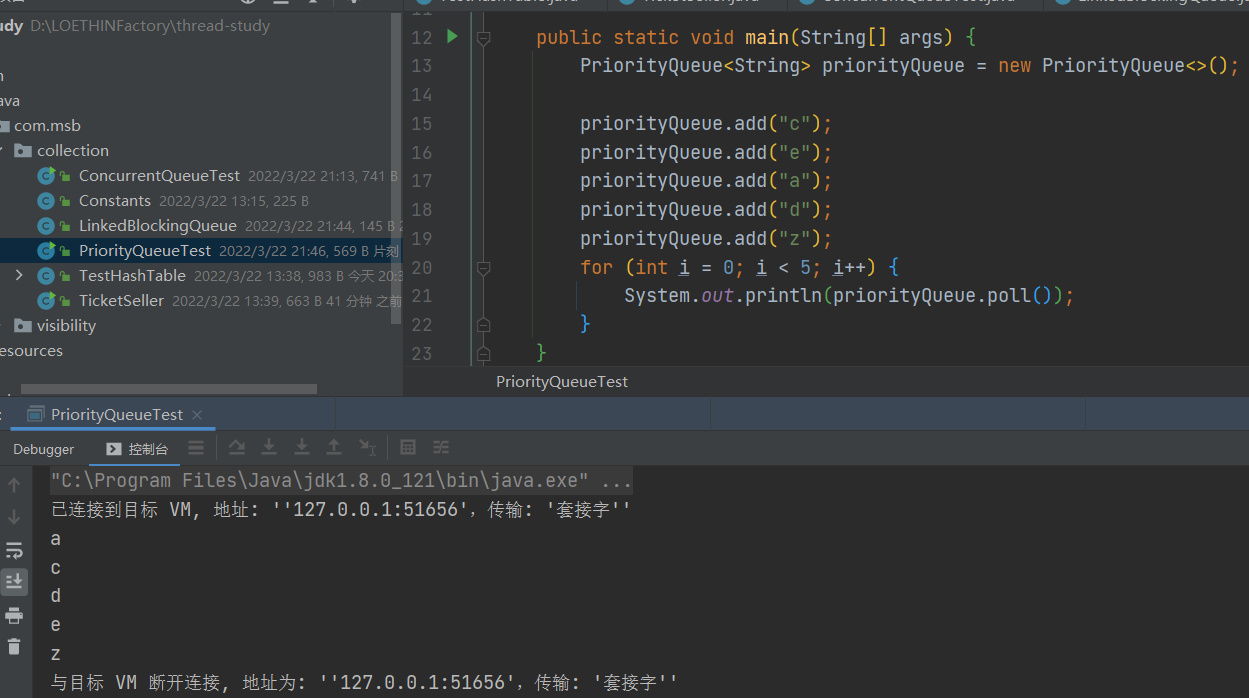 udy D:\LOETHINFactory\thread-study
ava
com.msb
collection
ConcurrentQueueTest 2022/3/22 21:13, 741 B
Constants 2022/3/22 13:15, 225 B
LinkedBlockingQueue 2022/3/22 21:44, 145 B
PriorityQueueTest 2022/3/22 21:46, 569 B 片刻
TestHashTable 2022/3/22 13:38, 983 B 今天 20:3
TicketSeller 2022/3/22 13:39, 663 B 41 分钟 之前
visibility
esources
12 public static void main(String[] args) {
13 PriorityQueue<String> priorityQueue = new PriorityQueue<>();
14
15 priorityQueue.add("c");
16 priorityQueue.add("e");
17 priorityQueue.add("a");
18 priorityQueue.add("d");
19 priorityQueue.add("z");
20 for (int i = 0; i < 5; i++) {
21 System.out.println(priorityQueue.poll());
22 }
23 }
PriorityQueueTest
PriorityQueueTest
Debugger 控制台
"C:\Program Files\Java\jdk1.8.0_121\bin\java.exe" ...
已连接到目标 VM, 地址: ''127.0.0.1:51656'，传输: '套接字''
a
c
d
e
z
与目标 VM 断开连接, 地址为: ''127.0.0.1:51656'，传输: '套接字''